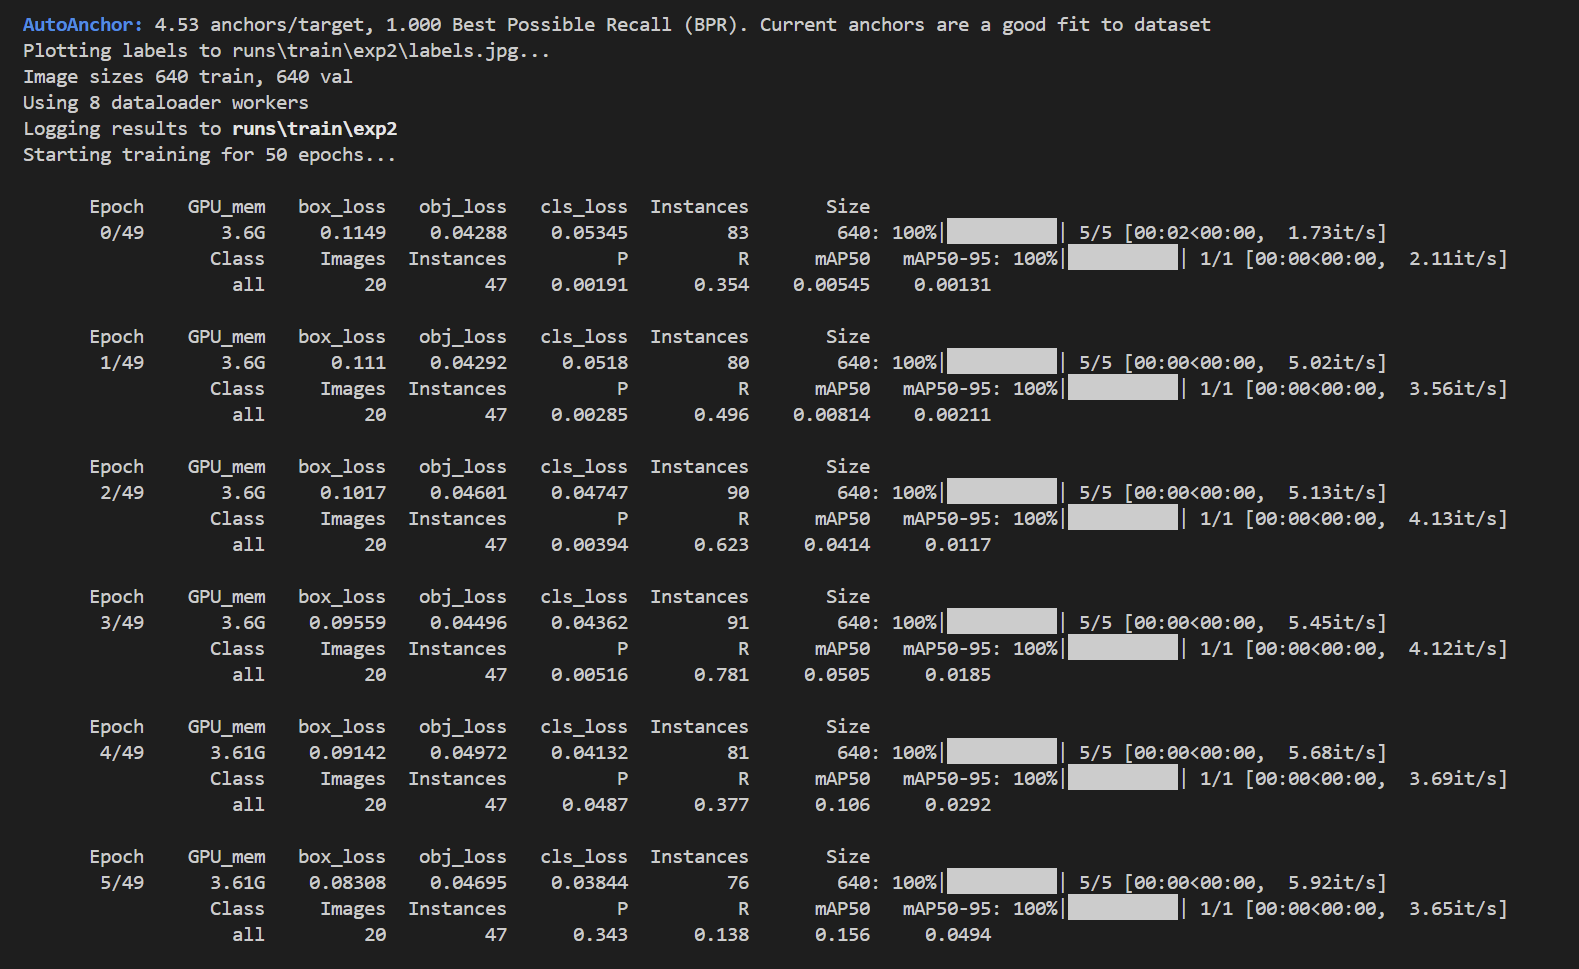 AutoAnchor: 4.53 anchors/target, 1.000 Best Possible Recall (BPR). Current anchors are a good fit to dataset
Plotting labels to runs\train\exp2\labels.jpg...
Image sizes 640 train, 640 val
Using 8 dataloader workers
Logging results to runs\train\exp2
Starting training for 50 epochs...
Epoch GPU_mem box_loss obj_loss cls_loss Instances Size
0/49 3.6G 0.1149 0.04288 0.05345 83 640: 100%| | 5/5 [00:02<00:00, 1.73it/s]
Class Images Instances P R mAP50 mAP50-95: 100%| | 1/1 [00:00<00:00, 2.11it/s]
all 20 47 0.00191 0.354 0.00545 0.00131
Epoch GPU_mem box_loss obj_loss cls_loss Instances Size
1/49 3.6G 0.111 0.04292 0.0518 80 640: 100%| | 5/5 [00:00<00:00, 5.02it/s]
Class Images Instances P R mAP50 mAP50-95: 100%| | 1/1 [00:00<00:00, 3.56it/s]
all 20 47 0.00285 0.496 0.00814 0.00211
Epoch GPU_mem box_loss obj_loss cls_loss Instances Size
2/49 3.6G 0.1017 0.04601 0.04747 90 640: 100%| | 5/5 [00:00<00:00, 5.13it/s]
Class Images Instances P R mAP50 mAP50-95: 100%| | 1/1 [00:00<00:00, 4.13it/s]
all 20 47 0.00394 0.623 0.0414 0.0117
Epoch GPU_mem box_loss obj_loss cls_loss Instances Size
3/49 3.6G 0.09559 0.04496 0.04362 91 640: 100%| | 5/5 [00:00<00:00, 5.45it/s]
Class Images Instances P R mAP50 mAP50-95: 100%| | 1/1 [00:00<00:00, 4.12it/s]
all 20 47 0.00516 0.781 0.0505 0.0185
Epoch GPU_mem box_loss obj_loss cls_loss Instances Size
4/49 3.61G 0.09142 0.04972 0.04132 81 640: 100%| | 5/5 [00:00<00:00, 5.68it/s]
Class Images Instances P R mAP50 mAP50-95: 100%| | 1/1 [00:00<00:00, 3.69it/s]
all 20 47 0.0487 0.377 0.106 0.0292
Epoch GPU_mem box_loss obj_loss cls_loss Instances Size
5/49 3.61G 0.08308 0.04695 0.03844 76 640: 100%| | 5/5 [00:00<00:00, 5.92it/s]
Class Images Instances P R mAP50 mAP50-95: 100%| | 1/1 [00:00<00:00, 3.65it/s]
all 20 47 0.343 0.138 0.156 0.0494